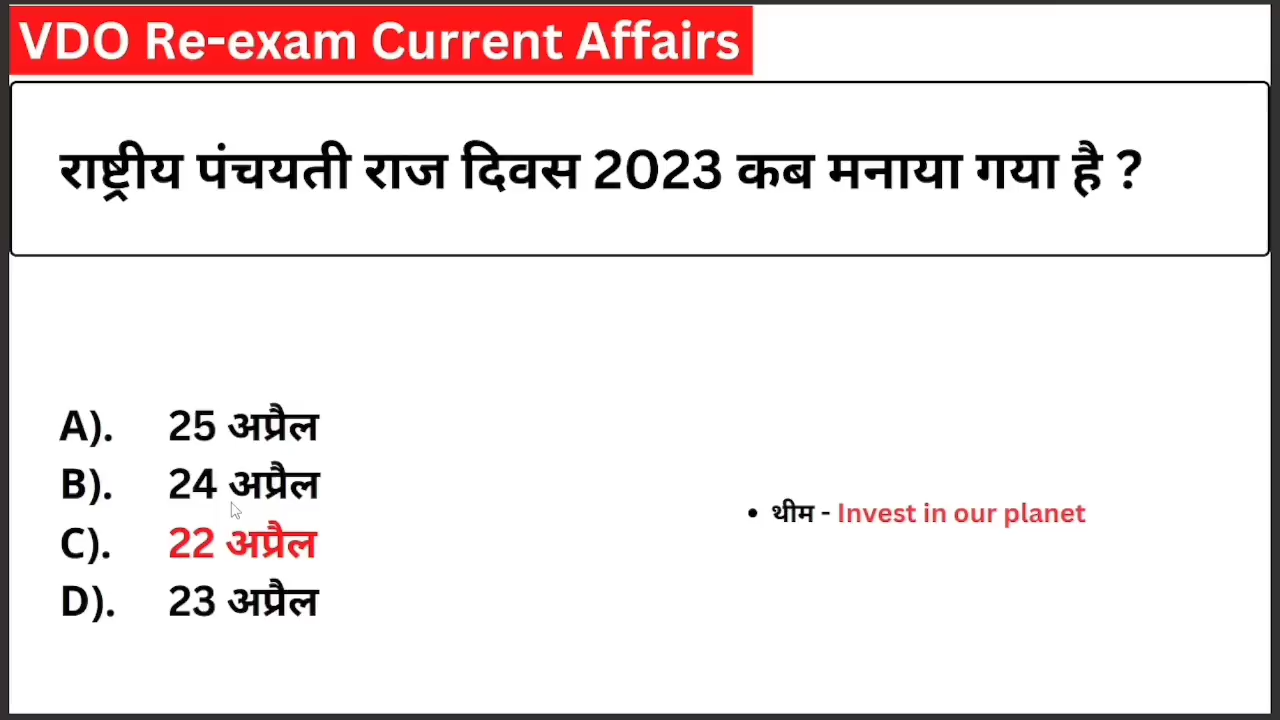 VDO Re-exam Current Affairs
राष्ट्रीय पंचयती राज दिवस 2023 कब मनाया गया है ?
A). 25 अप्रैल
B). 24 अप्रैल
C). 22 अप्रैल
D). 23 अप्रैल
• थीम - Invest in our planet